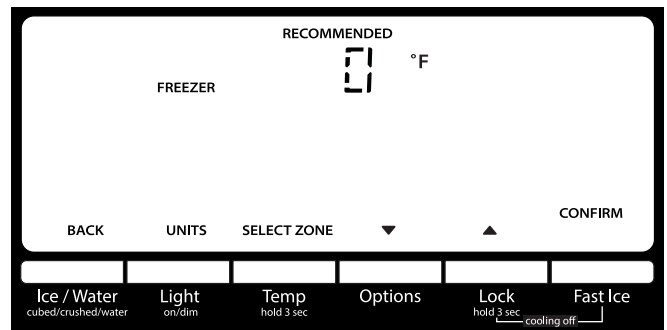 RECOMMENDED
0 °F
FREEZER
BACK UNITS SELECT ZONE ▼ ▲ CONFIRM
Ice / Water Light Temp Options Lock Fast Ice
cubed/crushed/water on/dim hold 3 sec hold 3 sec
cooling off